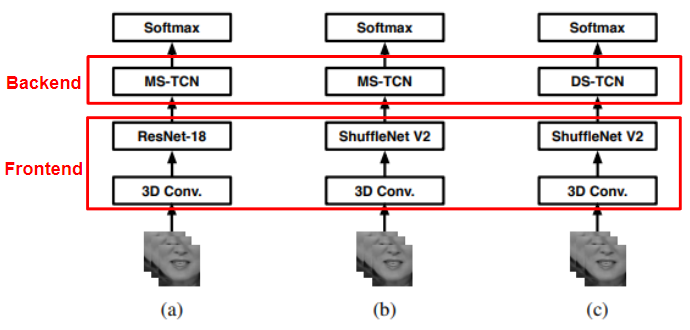 Softmax Softmax Softmax
Backend MS-TCN MS-TCN DS-TCN
ResNet-18 ShuffleNet V2 ShuffleNet V2
Frontend
3D Conv. 3D Conv. 3D Conv.
(a) (b) (c)